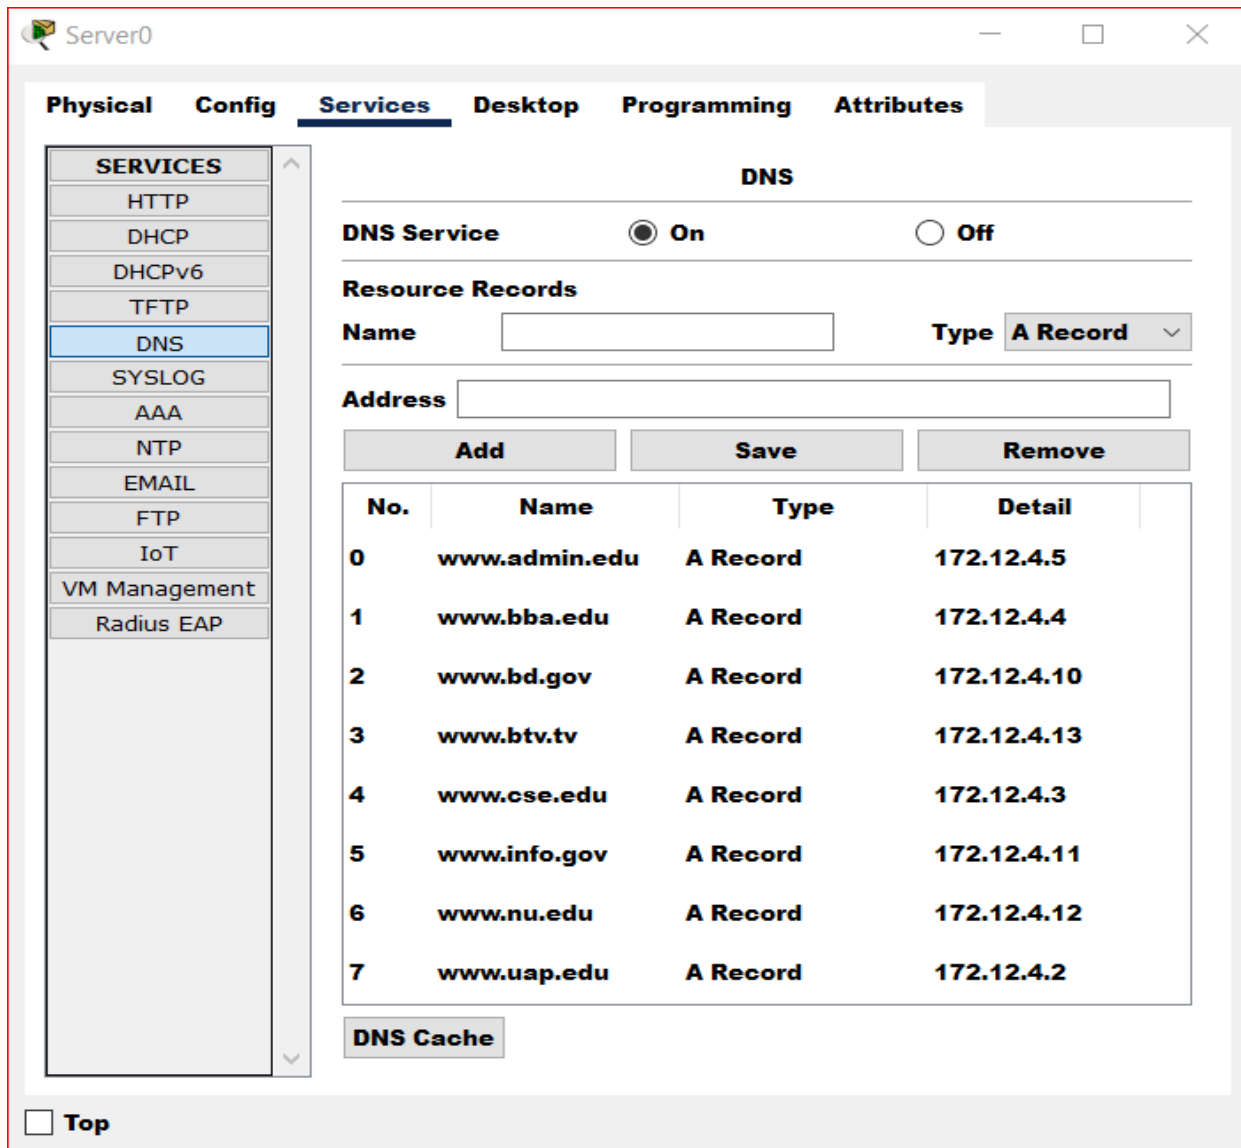 Server0
Physical Config Services Desktop Programming Attributes
SERVICES
HTTP
DHCP
DHCPv6
TFTP
DNS
SYSLOG
AAA
NTP
EMAIL
FTP
IoT
VM Management
Radius EAP
DNS
DNS Service On Off
Resource Records
Name Type A Record
Address
Add Save Remove
No. Name Type Detail
0 www.admin.edu A Record 172.12.4.5
1 www.bba.edu A Record 172.12.4.4
2 www.bd.gov A Record 172.12.4.10
3 www.btv.tv A Record 172.12.4.13
4 www.cse.edu A Record 172.12.4.3
5 www.info.gov A Record 172.12.4.11
6 www.nu.edu A Record 172.12.4.12
7 www.uap.edu A Record 172.12.4.2
DNS Cache
Top